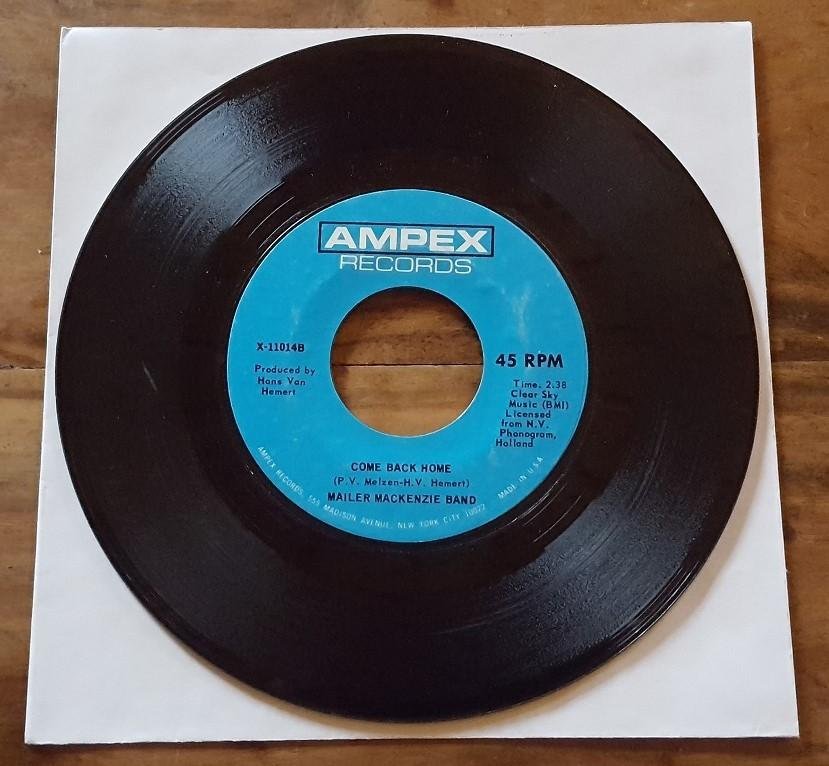 AMPEX
RECORDS
X-11014B
Produced by
Hans Van
Hemert
45 RPM
Time. 2.38
Clear Sky
Music (BMI)
Licensed
from N.V.
Phonogram,
Holland
COME BACK HOME
(P.V. Melzen-H.V. Hemert)
MAILER MACKENZIE BAND
AMPEX RECORDS, 555 MADISON AVENUE, NEW YORK CITY 10022 MADE IN U.S.A.